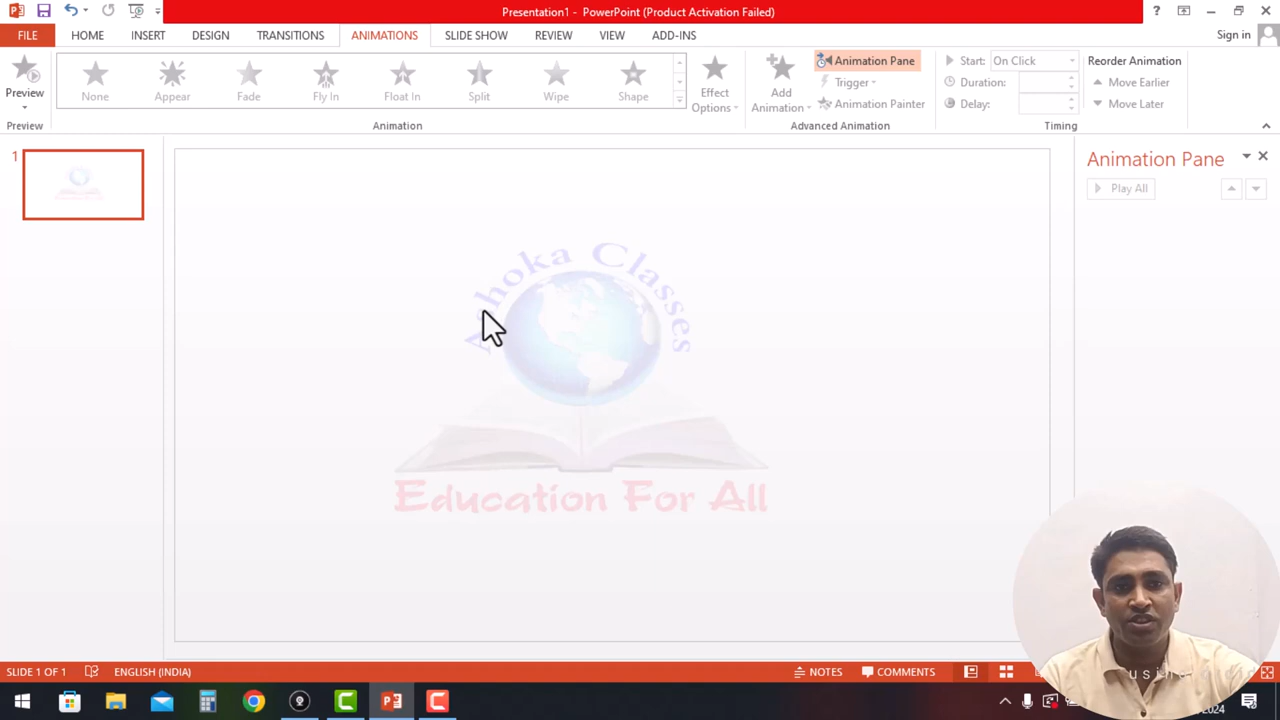 Presentation1 - PowerPoint (Product Activation Failed)
FILE HOME INSERT DESIGN TRANSITIONS ANIMATIONS SLIDE SHOW REVIEW VIEW ADD-INS Sign in
Preview None Appear Fade Fly In Float In Split Wipe Shape Effect Options Add Animation
Animation Pane Start: On Click Reorder Animation
Trigger Duration: Move Earlier
Animation Painter Delay: Move Later
Preview Animation Advanced Animation Timing
1
Animation Pane
Play All
Ashoka Classes
Education For All
SLIDE 1 OF 1 ENGLISH (INDIA) NOTES COMMENTS
2024